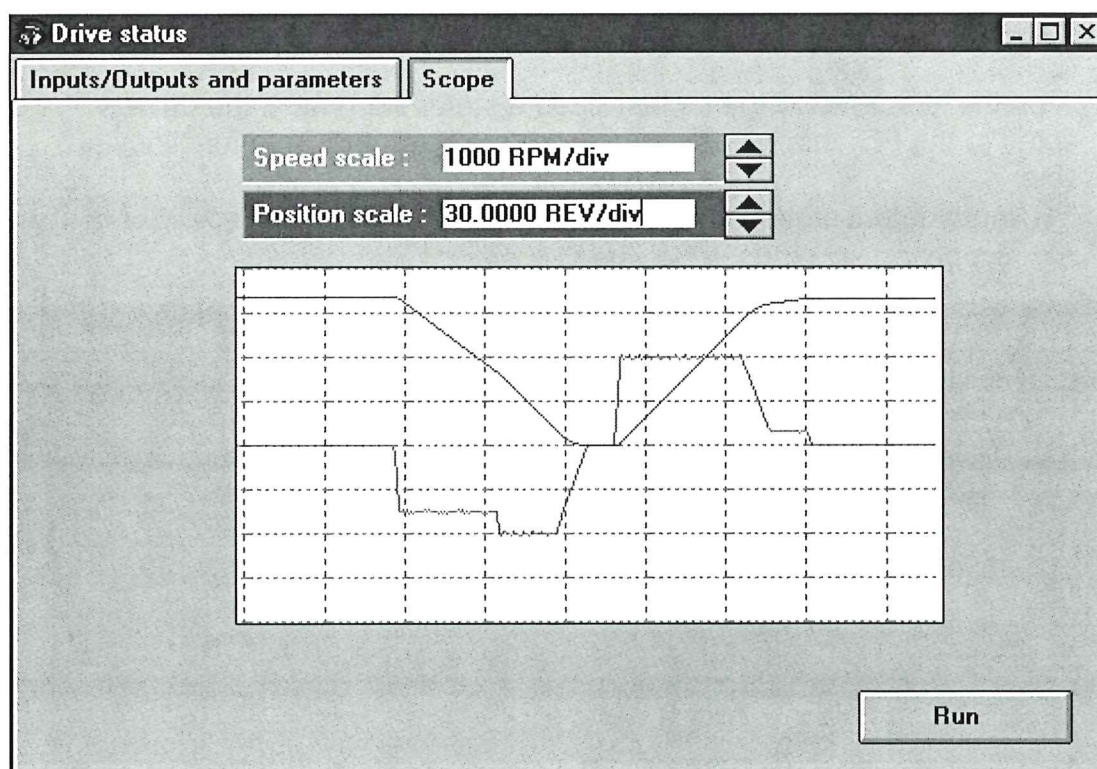 Drive status
Inputs/Outputs and parameters Scope
Speed scale : 1000 RPM/div
Position scale : 30.0000 REV/div
Run